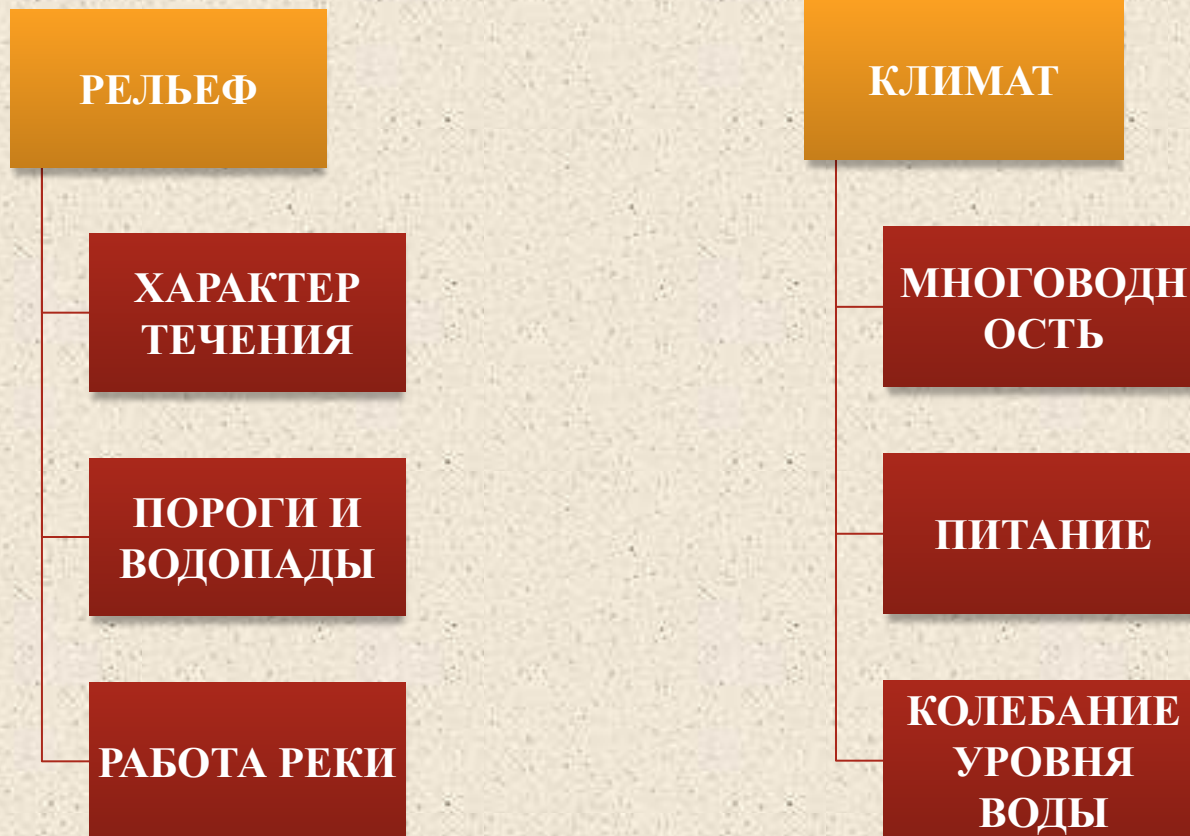 РЕЛЬЕФ
ХАРАКТЕР
ТЕЧЕНИЯ
ПОРОГИ И
ВОДОПАДЫ
РАБОТА РЕКИ
КЛИМАТ
МНОГОВОДН
ОСТЬ
ПИТАНИЕ
КОЛЕБАНИЕ
УРОВНЯ
ВОДЫ